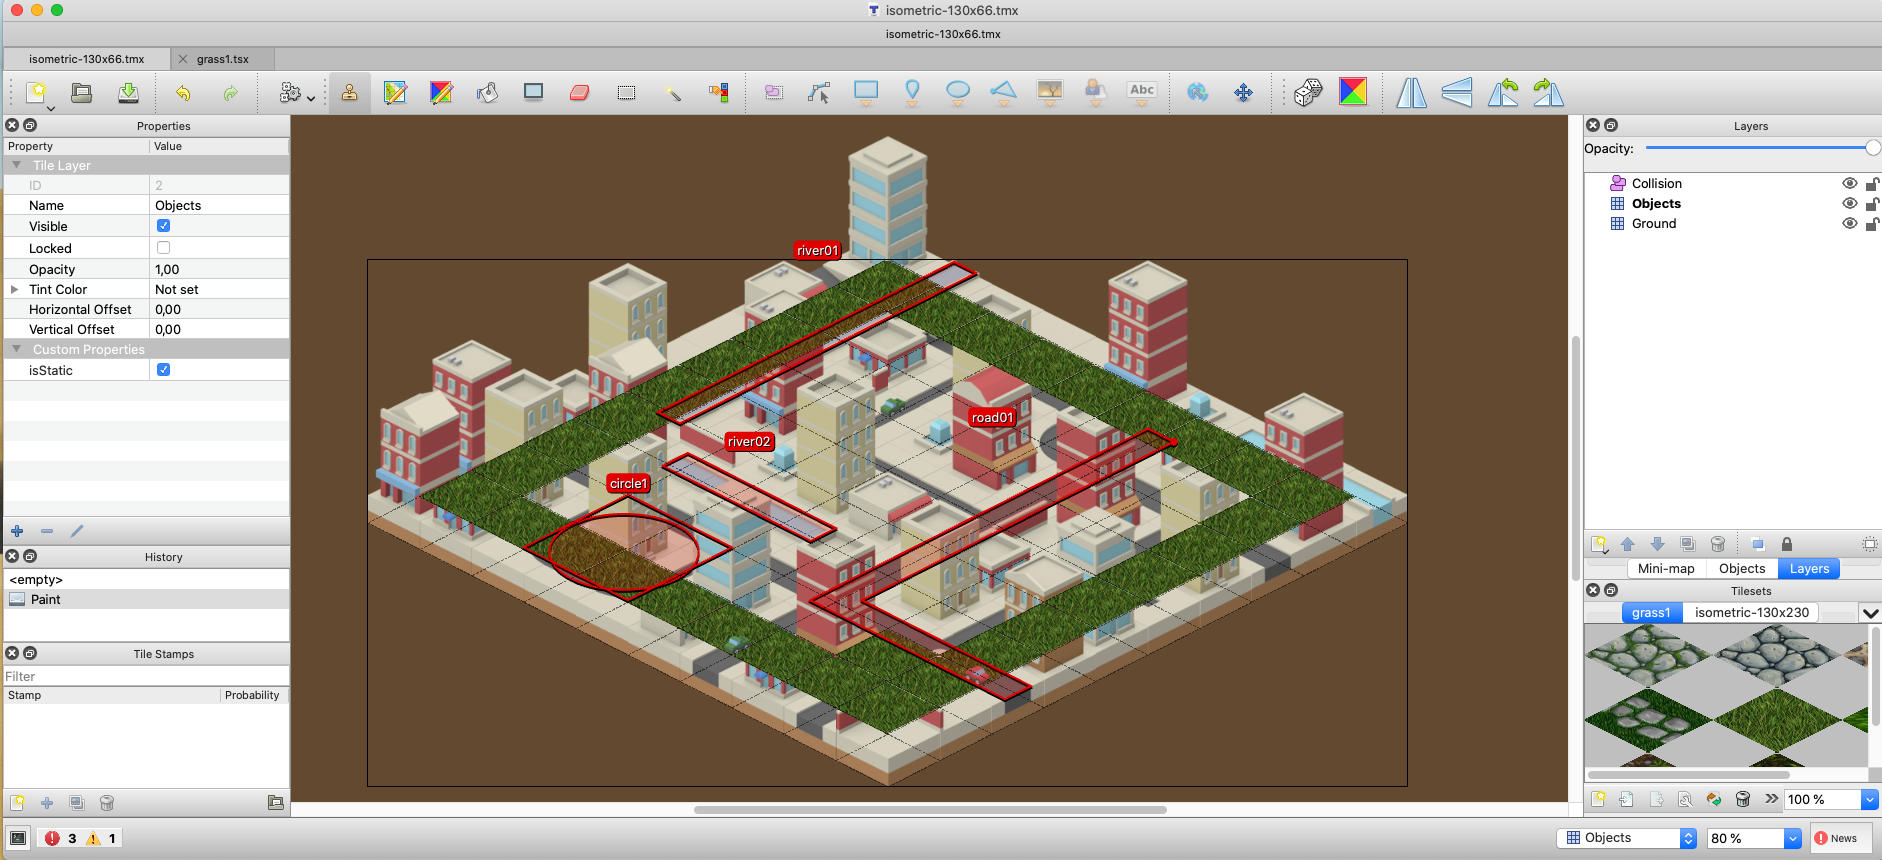 isometric-130x66.tmx
isometric-130x66.tmx
isometric-130x66.tmx
grass1.tsx
Abc
Properties
Property Value
Tile Layer
ID 2
Name Objects
Visible
Locked
Opacity 1,00
Tint Color Not set
Horizontal Offset 0,00
Vertical Offset 0,00
Custom Properties
isStatic
History
<empty>
Paint
Tile Stamps
Filter
Stamp Probability
3 1
river01
road01
river02
circle1
Layers
Opacity:
Collision
Objects
Ground
Mini-map Objects Layers
Tilesets
grass1 isometric-130x230
100 %
Objects 80 % News